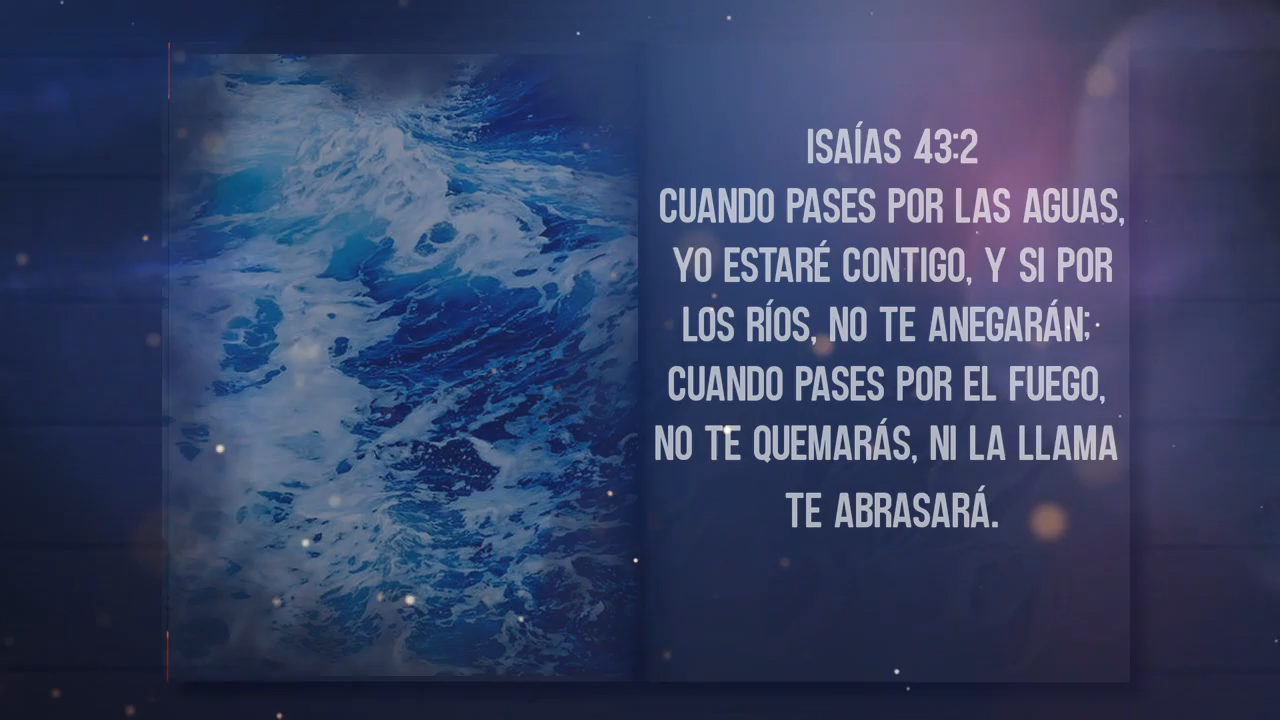 ISAÍAS 43:2
CUANDO PASES POR LAS AGUAS,
YO ESTARÉ CONTIGO, Y SI POR
LOS RÍOS, NO TE ANEGARÁN;
CUANDO PASES POR EL FUEGO,
NO TE QUEMARÁS, NI LA LLAMA
TE ABRASARÁ.